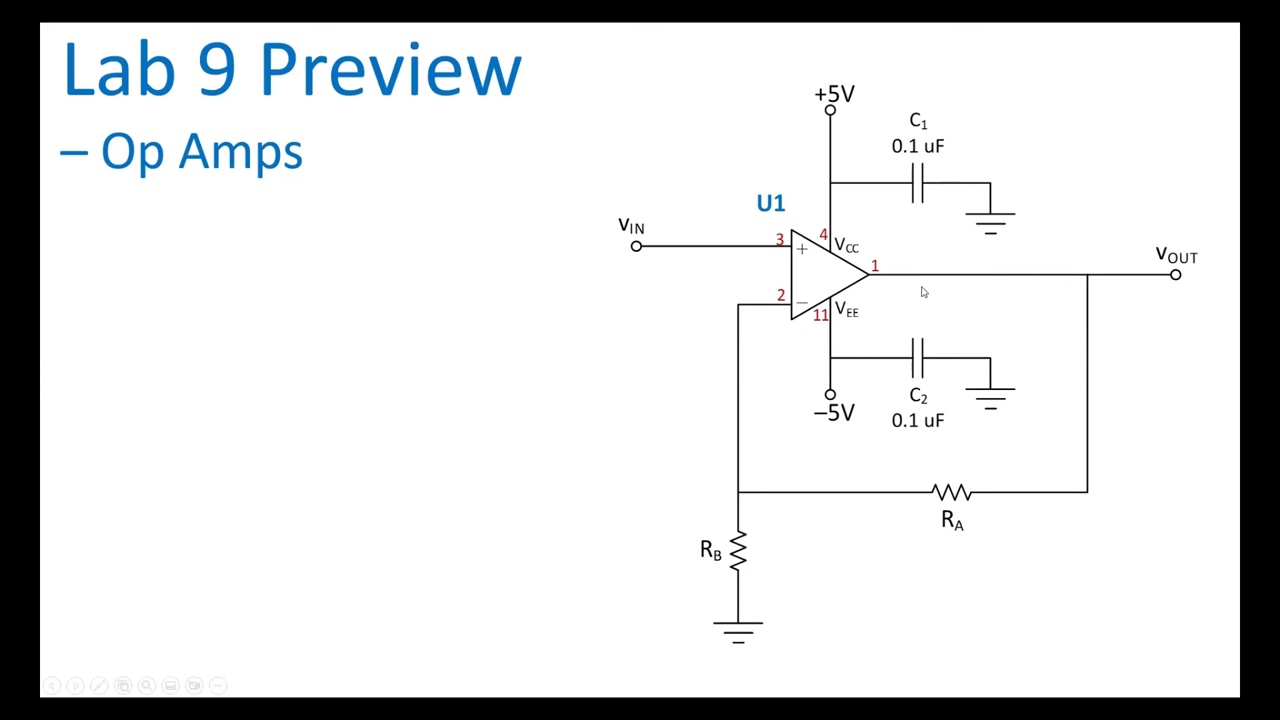 Lab 9 Preview
– Op Amps
+5V
C1
0.1 uF
U1
vIN
3
+
4
VCC
1
vOUT
2
–
11
VEE
–5V
C2
0.1 uF
RA
RB